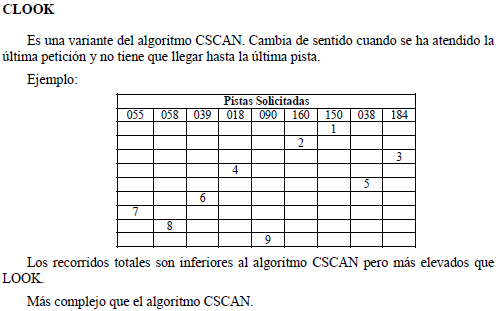 CLOOK
Es una variante del algoritmo CSCAN. Cambia de sentido cuando se ha atendido la
última petición y no tiene que llegar hasta la última pista.
Ejemplo:
Pistas Solicitadas
055 058 039 018 090 160 150 038 184
1
2
3
4
5
6
7
8
9
Los recorridos totales son inferiores al algoritmo CSCAN pero más elevados que
LOOK.
Más complejo que el algoritmo CSCAN.